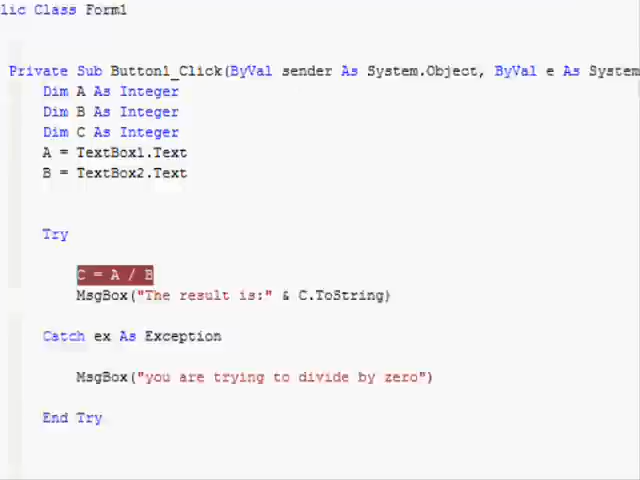 lic Class Form1
Private Sub Button1_Click(ByVal sender As System.Object, ByVal e As System
Dim A As Integer
Dim B As Integer
Dim C As Integer
A = TextBox1.Text
B = TextBox2.Text
Try
C = A / B
MsgBox("The result is:" & C.ToString)
Catch ex As Exception
MsgBox("you are trying to divide by zero")
End Try